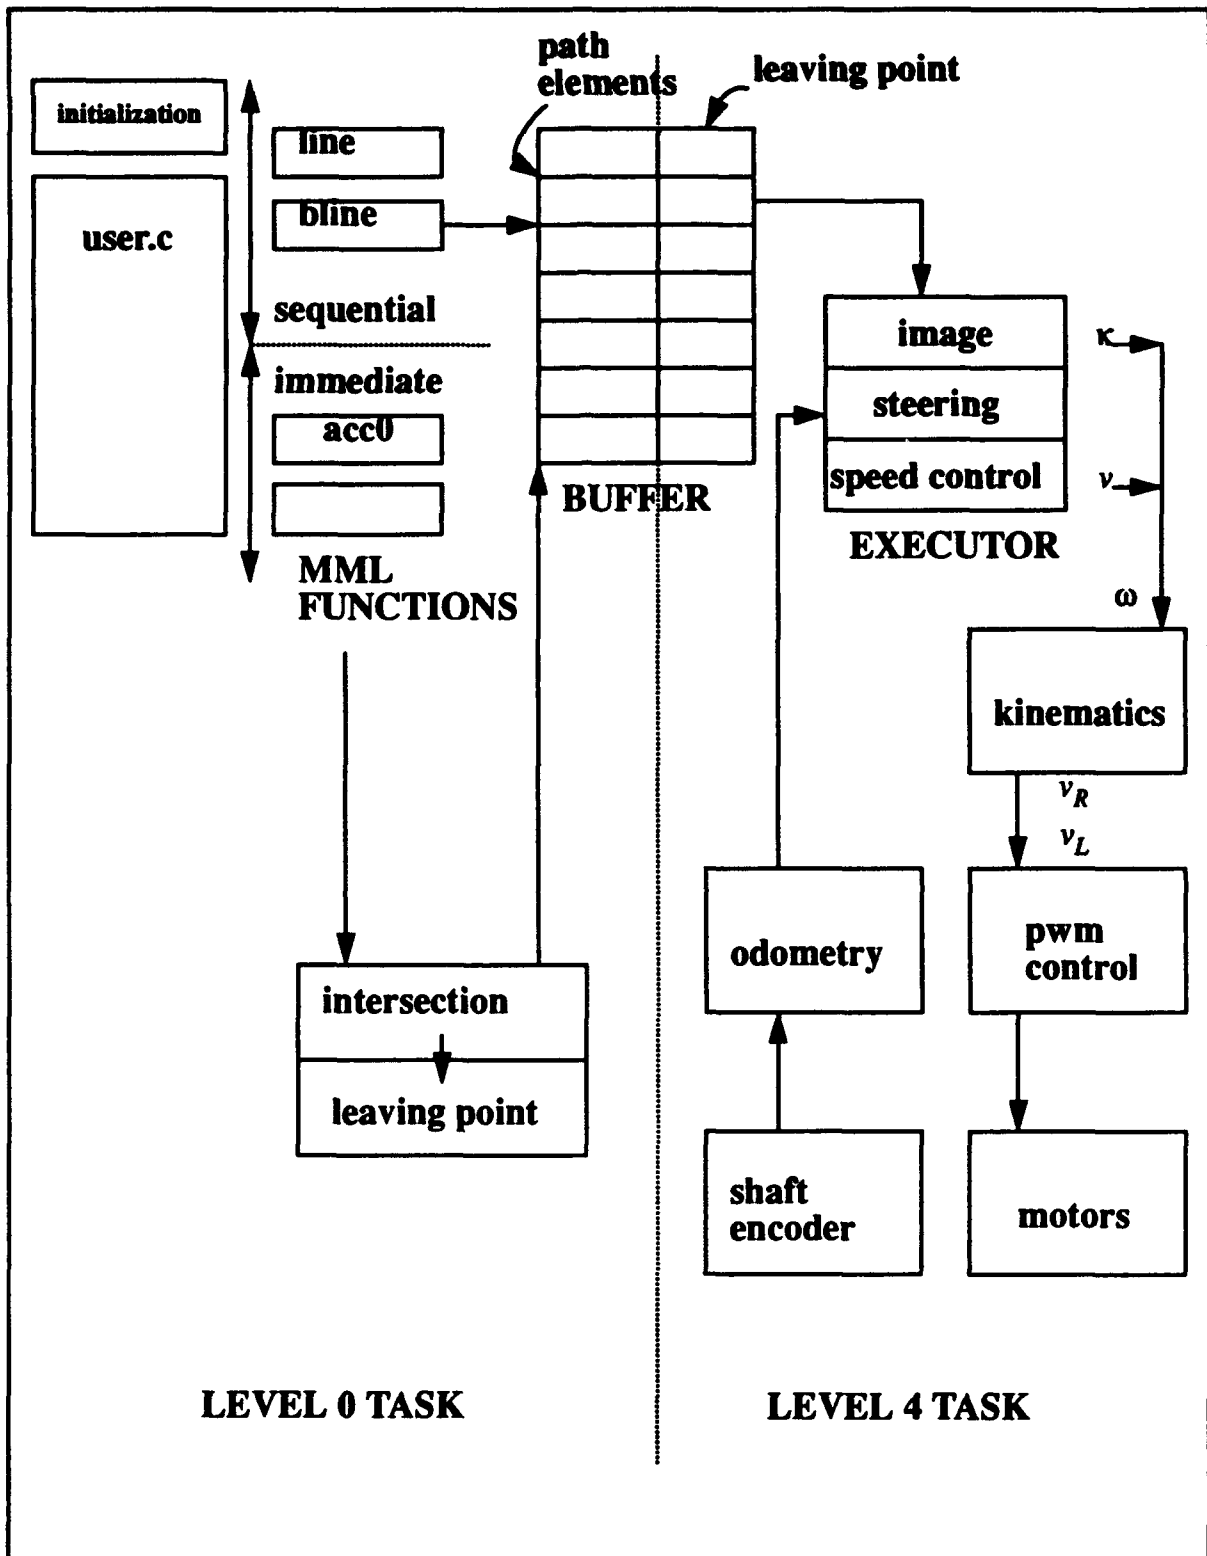 path
elements
leaving point
initialization
line
bline
user.c
sequential
immediate
acc0
MML
FUNCTIONS
BUFFER
image
steering
speed control
EXECUTOR
κ
v
ω
kinematics
v_R
v_L
odometry
pwm
control
intersection
leaving point
shaft
encoder
motors
LEVEL 0 TASK
LEVEL 4 TASK